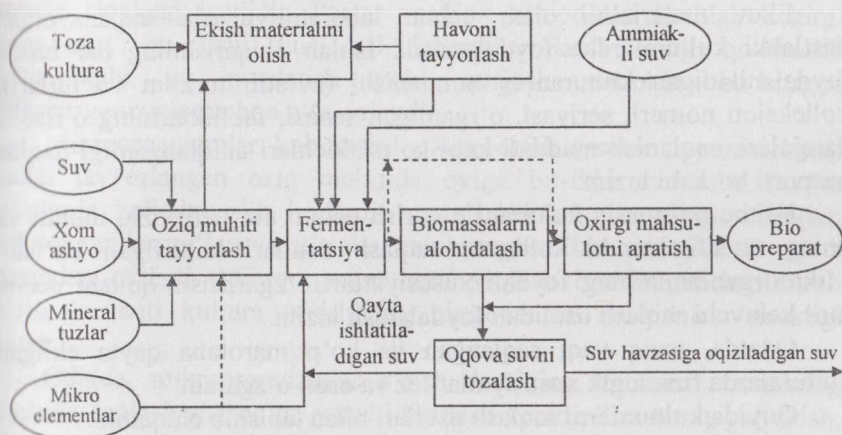 Toza
kultura
Ekish materialini
olish
Havoni
tayyorlash
Ammiak-
li suv
Suv
Xom
ashyo
Oziq muhiti
tayyorlash
Fermen-
tatsiya
Biomassalarni
alohidalash
Oxirgi mahsu-
lotni ajratish
Bio
preparat
Mineral
tuzlar
Qayta
ishlatila-
digan suv
Oqova suvni
tozalash
Suv havzasiga oqiziladigan suv
Mikro
elementlar